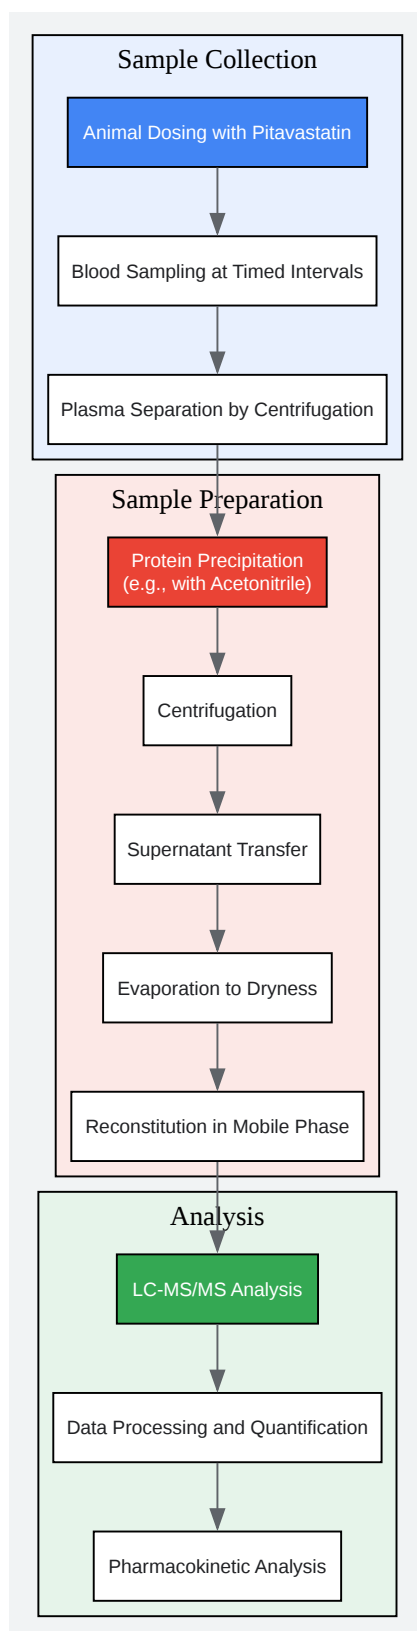 Sample Collection
Animal Dosing with Pitavastatin
Blood Sampling at Timed Intervals
Plasma Separation by Centrifugation
Sample Preparation
Protein Precipitation
(e.g., with Acetonitrile)
Centrifugation
Supernatant Transfer
Evaporation to Dryness
Reconstitution in Mobile Phase
Analysis
LC-MS/MS Analysis
Data Processing and Quantification
Pharmacokinetic Analysis